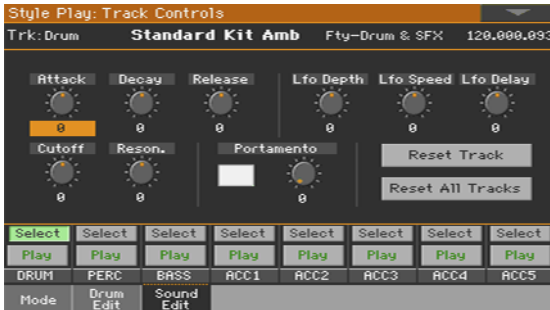 Style Play: Track Controls
Trk:Drum Standard Kit Amb Fty-Drum & SFX 120.000.093
Attack Decay Release Lfo Depth Lfo Speed Lfo Delay
0 0 0 0 0 0
Cutoff Reson. Portamento Reset Track
0 0 0 Reset All Tracks
Select Select Select Select Select Select Select Select
Play Play Play Play Play Play Play Play
DRUM PERC BASS ACC1 ACC2 ACC3 ACC4 ACC5
Mode Drum Edit Sound Edit